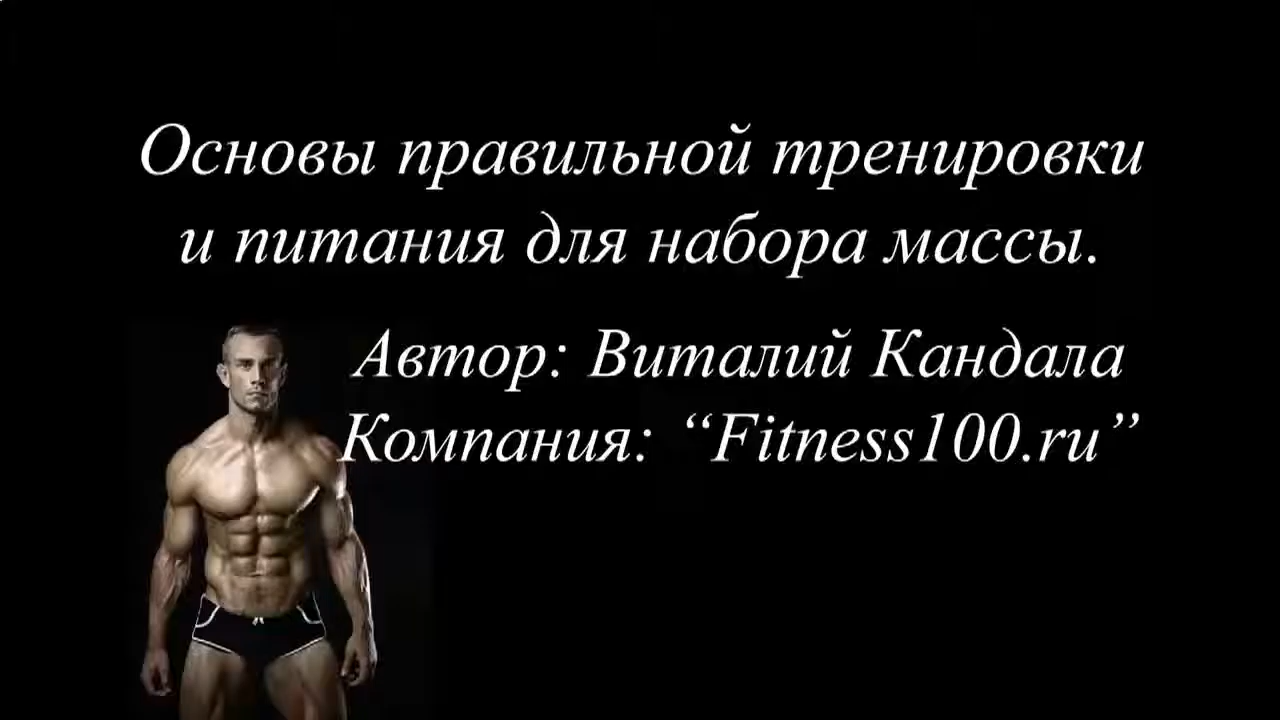 Основы правильной тренировки
и питания для набора массы.
Автор: Виталий Кандала
Компания: “Fitness100.ru”